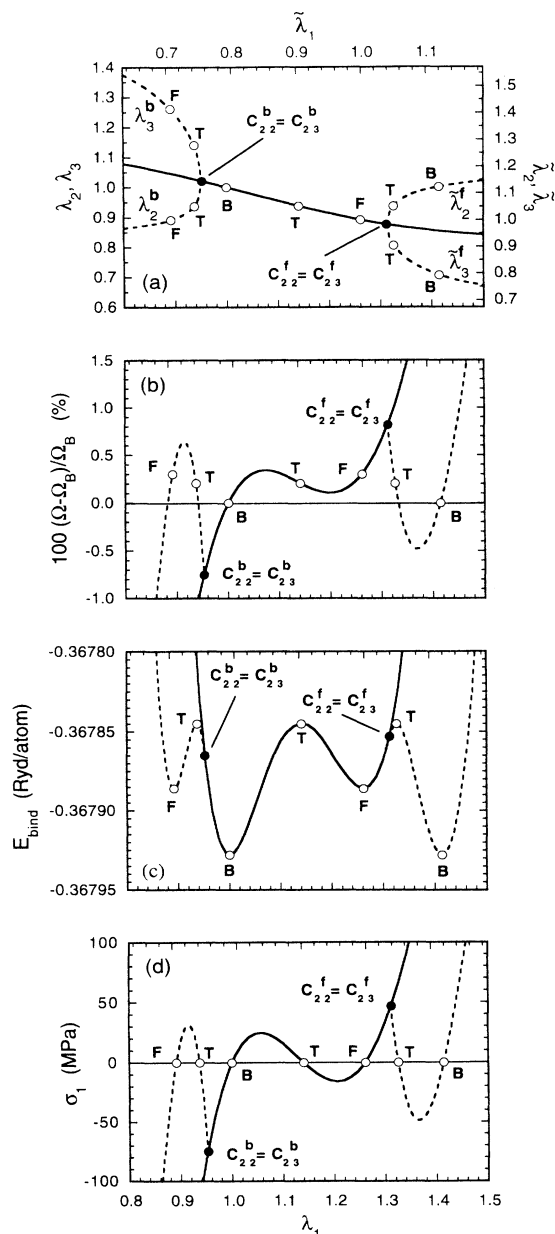 λ̃₁
0.7 0.8 0.9 1.0 1.1
1.4
1.3
1.2
1.1
1.0
0.9
0.8
0.7
0.6
λ₂, λ₃
1.5
1.4
1.3
1.2
1.1
1.0
0.9
0.8
0.7
λ̃₂, λ̃₃
λ₃ᵇ F
T
C₂₂ᵇ = C₂₃ᵇ
λ₂ᵇ F T B T F
T B
λ̃₂ᶠ
T λ̃₃ᶠ
B
C₂₂ᶠ = C₂₃ᶠ
(a)
(b)
1.5
1.0
0.5
0.0
-0.5
-1.0
100 (Ω-Ω_B)/Ω_B (%)
C₂₂ᶠ = C₂₃ᶠ
F T B T F T B
C₂₂ᵇ = C₂₃ᵇ
-0.36780
-0.36785
-0.36790
-0.36795
E_bind (Ryd/atom)
C₂₂ᵇ = C₂₃ᵇ
C₂₂ᶠ = C₂₃ᶠ
T T T
F F
B B
(c)
(d)
100
50
0
-50
-100
σ₁ (MPa)
C₂₂ᶠ = C₂₃ᶠ
F T B T F T B
C₂₂ᵇ = C₂₃ᵇ
0.8 0.9 1.0 1.1 1.2 1.3 1.4 1.5
λ₁